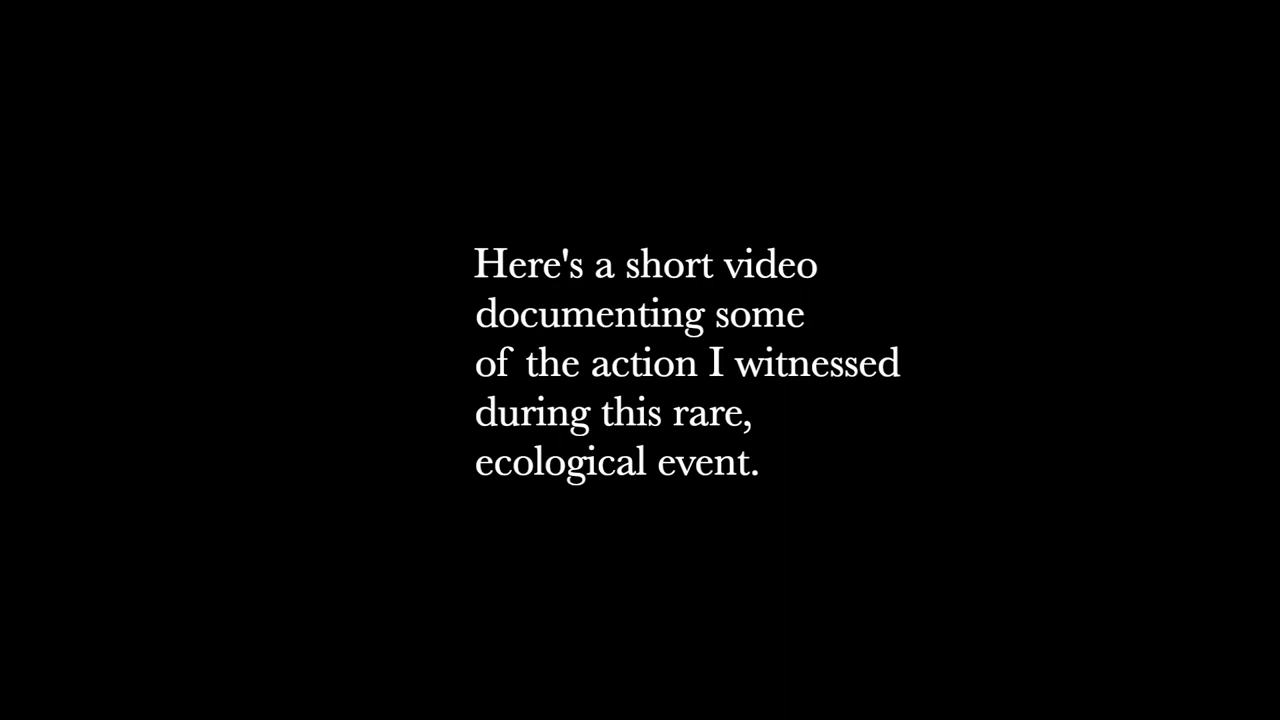 Here's a short video
documenting some
of the action I witnessed
during this rare,
ecological event.